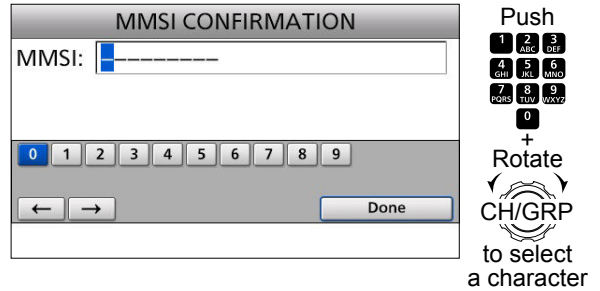 MMSI CONFIRMATION
MMSI: ---------
0 1 2 3 4 5 6 7 8 9
← →
Done
Push
1 2 ABC 3 DEF
4 GHI 5 JKL 6 MNO
7 PQRS 8 TUV 9 WXYZ
0
+
Rotate
CH/GRP
to select
a character